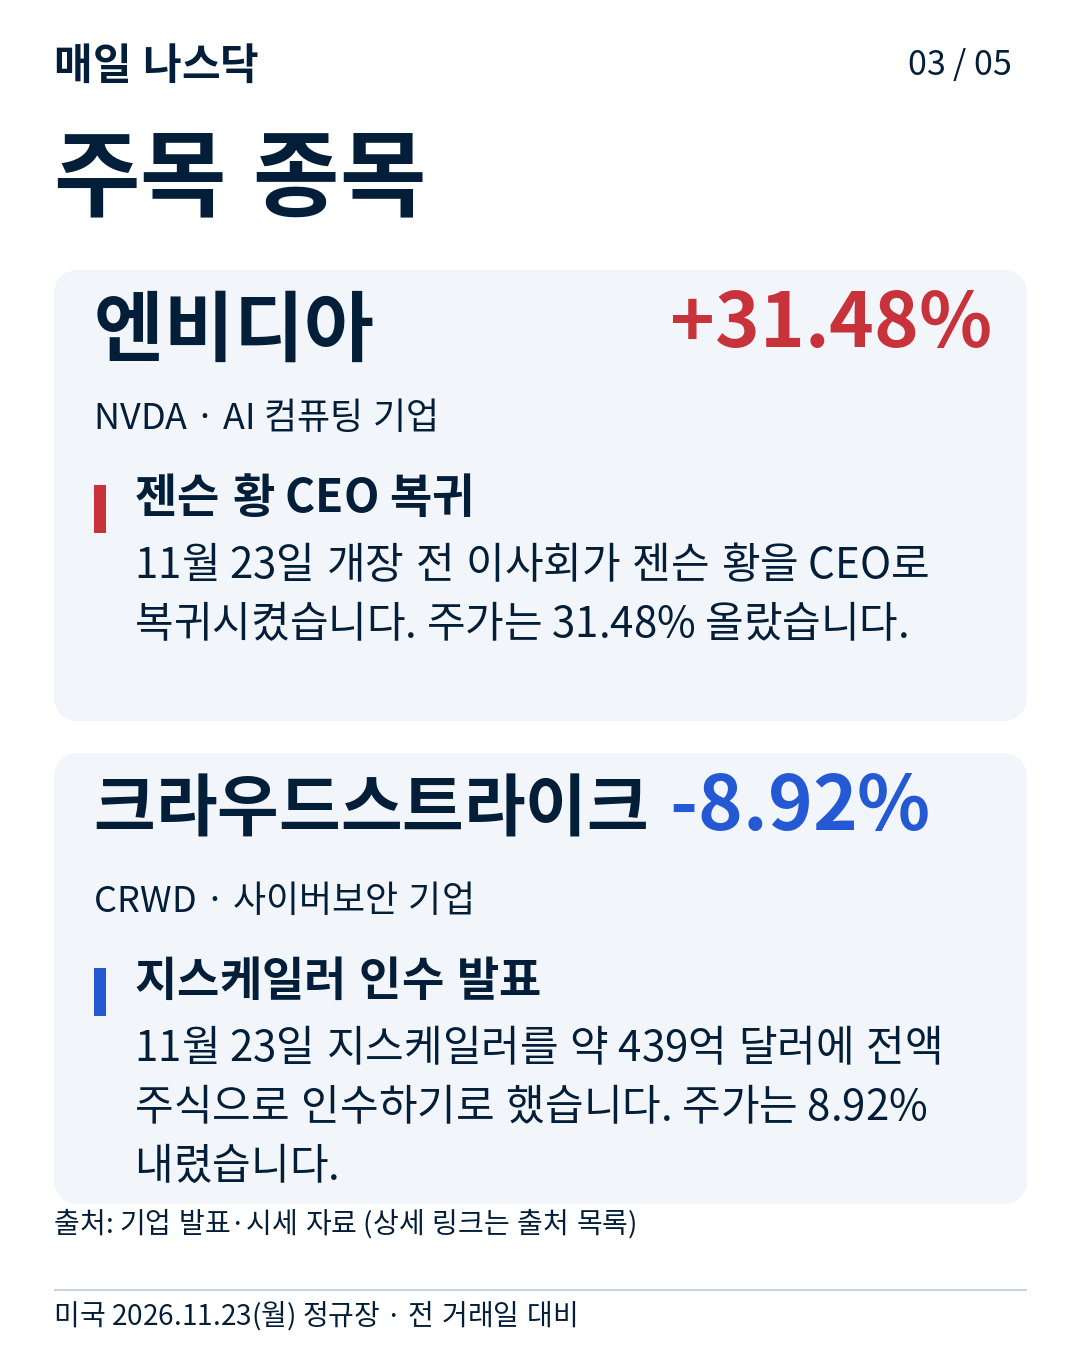 매일 나스닥
03 / 05
주목 종목
엔비디아
+31.48%
NVDA · AI 컴퓨팅 기업
젠슨 황 CEO 복귀
11월 23일 개장 전 이사회가 젠슨 황을 CEO로
복귀시켰습니다. 주가는 31.48% 올랐습니다.
크라우드스트라이크
-8.92%
CRWD · 사이버보안 기업
지스케일러 인수 발표
11월 23일 지스케일러를 약 439억 달러에 전액
주식으로 인수하기로 했습니다. 주가는 8.92%
내렸습니다.
출처: 기업 발표·시세 자료 (상세 링크는 출처 목록)
미국 2026.11.23(월) 정규장 · 전 거래일 대비